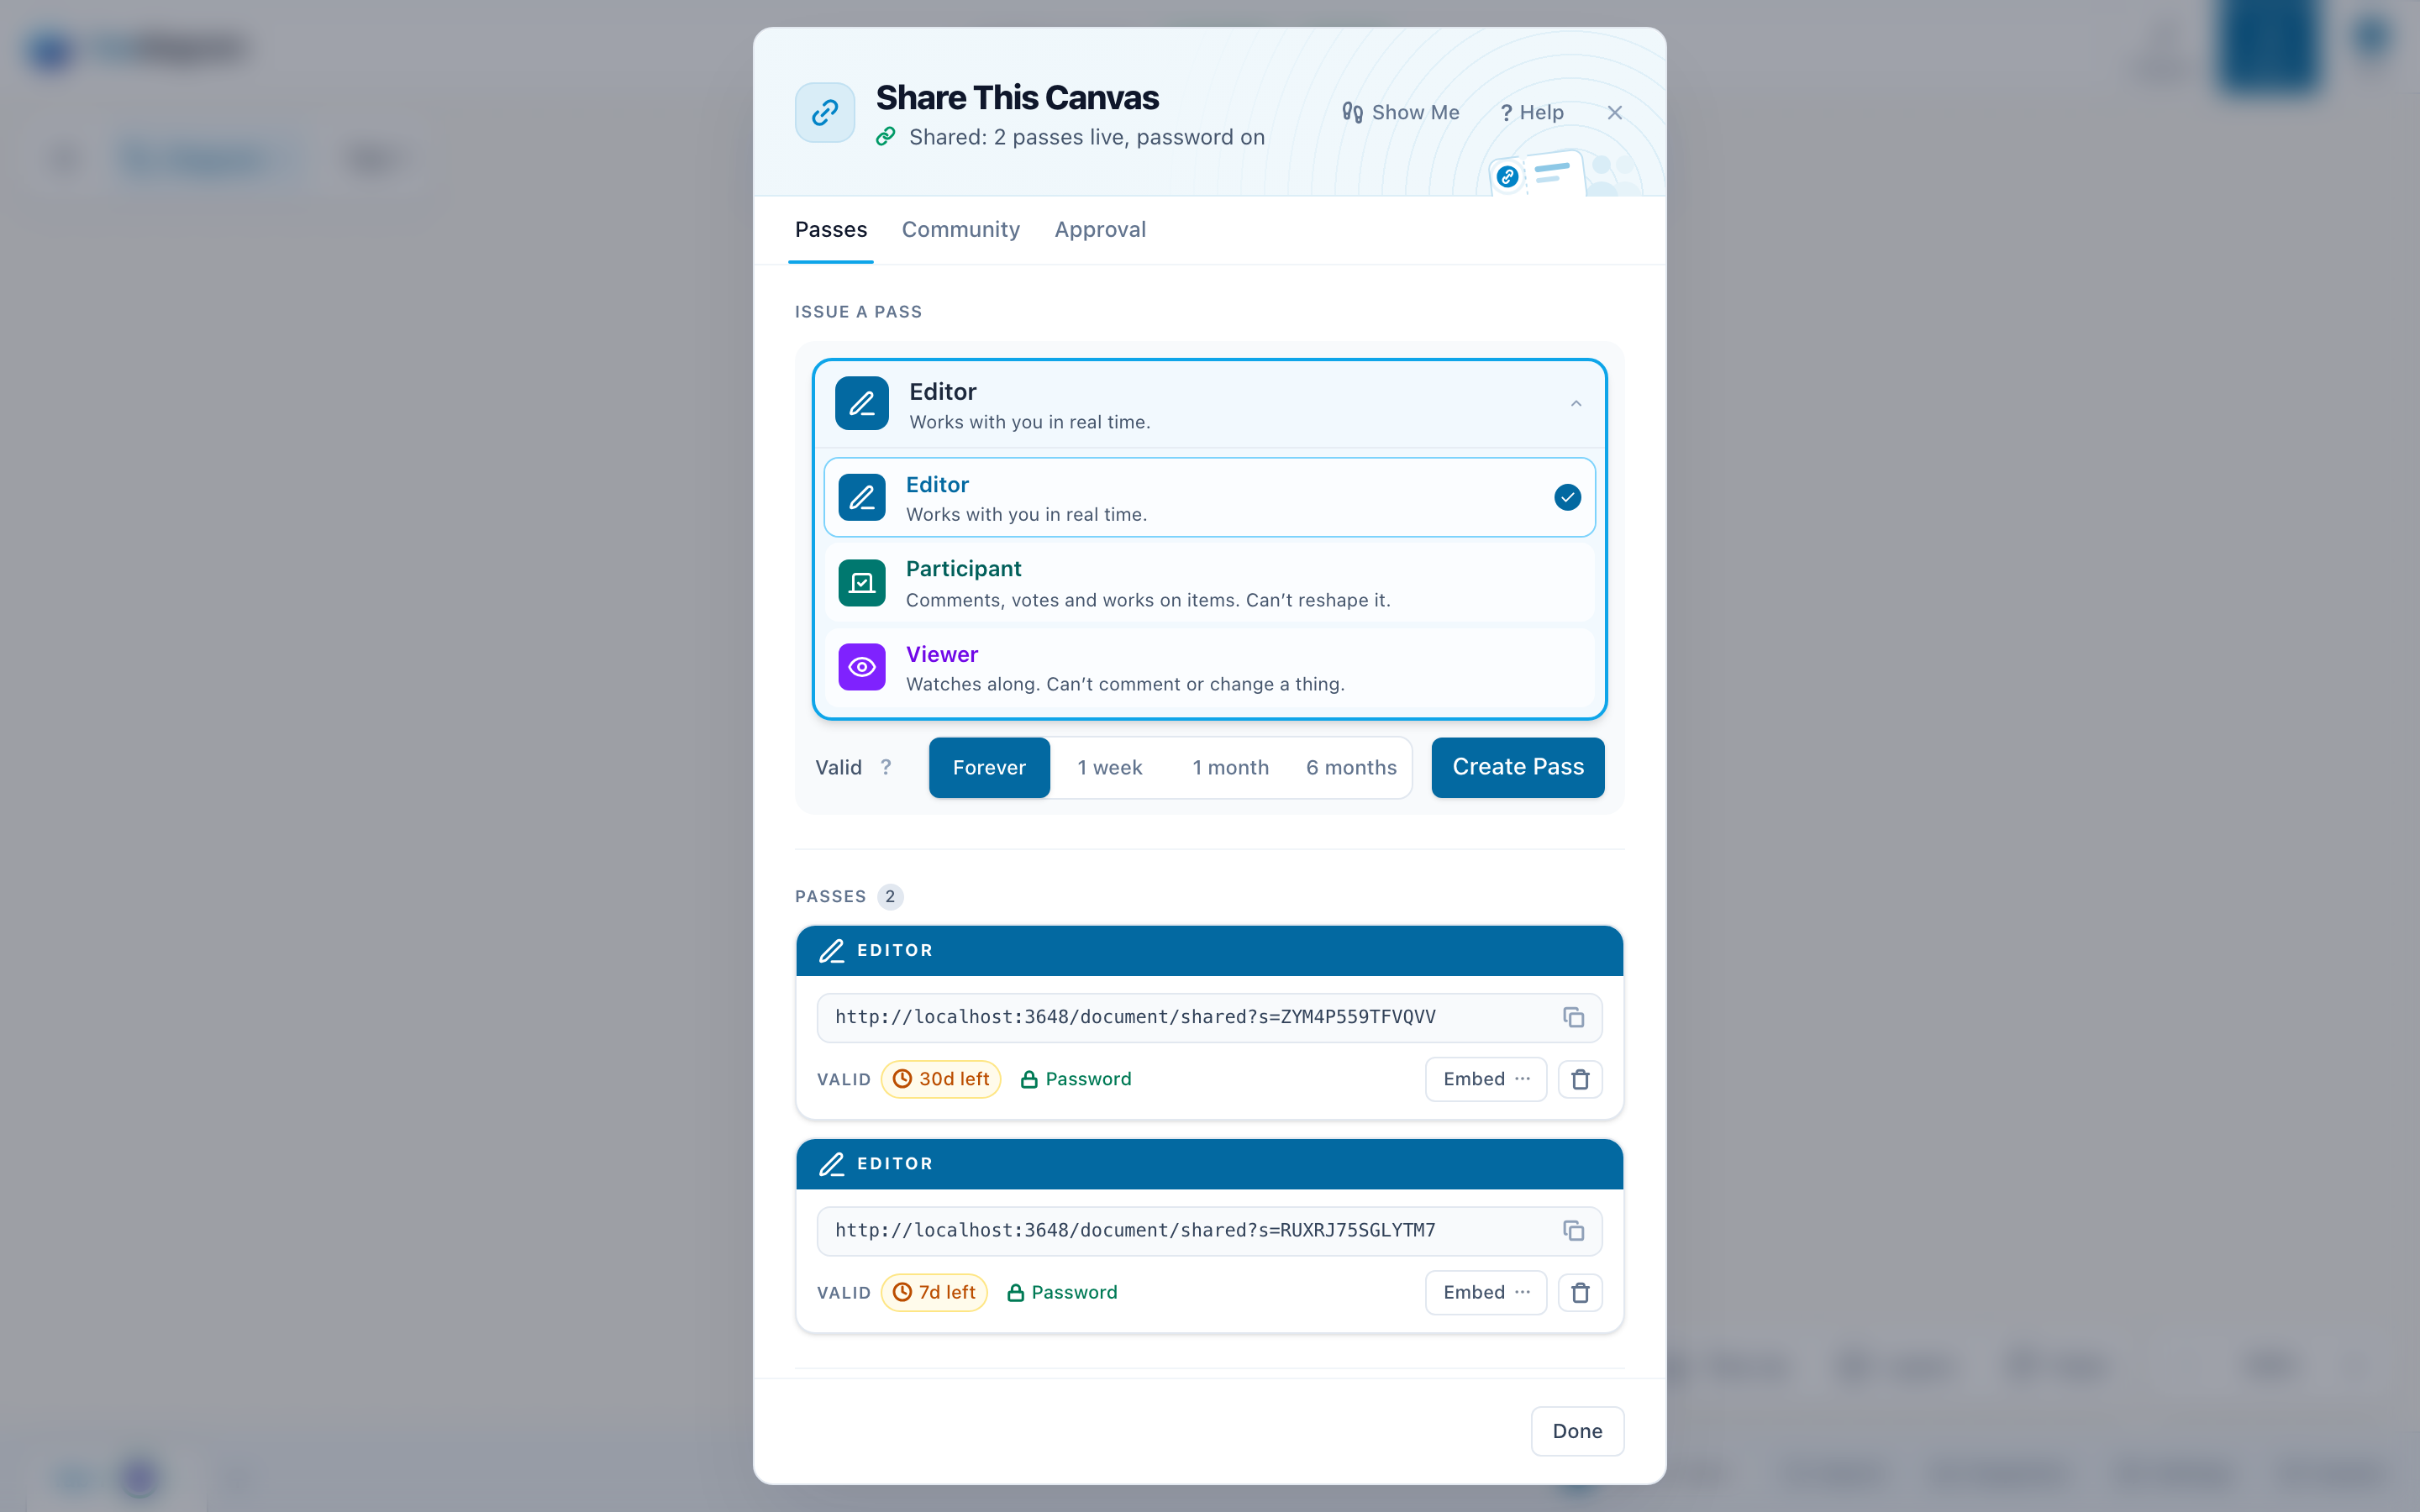 Share This Canvas
Shared: 2 passes live, password on
Show Me
? Help
Passes
Community
Approval
ISSUE A PASS
Editor
Works with you in real time.
Editor
Works with you in real time.
Participant
Comments, votes and works on items. Can’t reshape it.
Viewer
Watches along. Can’t comment or change a thing.
Valid ?
Forever
1 week
1 month
6 months
Create Pass
PASSES 2
EDITOR
http://localhost:3648/document/shared?s=ZYM4P559TFVQVV
VALID 30d left Password
Embed ···
EDITOR
http://localhost:3648/document/shared?s=RUXRJ75SGLYTM7
VALID 7d left Password
Embed ···
Done